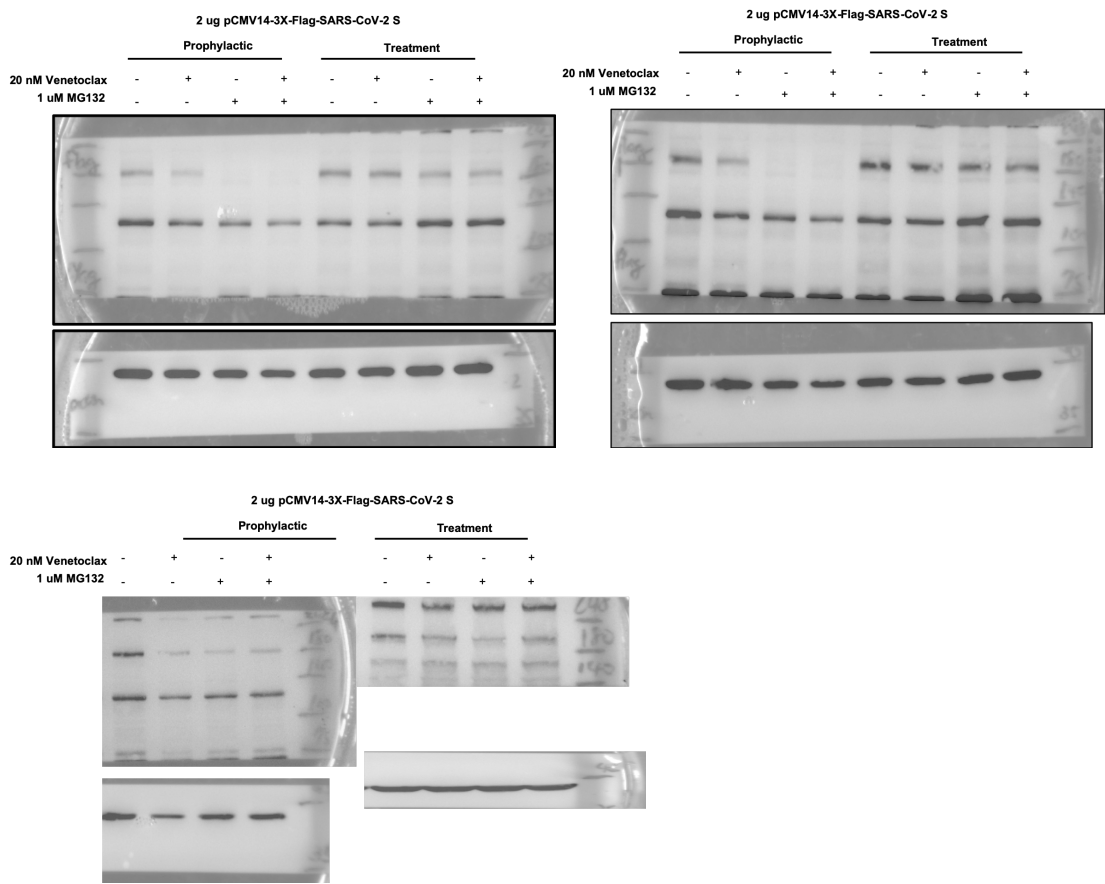 2 ug pCMV14-3X-Flag-SARS-CoV-2 S
Prophylactic Treatment
20 nM Venetoclax - + - + - + - +
1 uM MG132 - - + + - - + +
2 ug pCMV14-3X-Flag-SARS-CoV-2 S
Prophylactic Treatment
20 nM Venetoclax - + - + - + - +
1 uM MG132 - - + + - - + +
2 ug pCMV14-3X-Flag-SARS-CoV-2 S
Prophylactic Treatment
20 nM Venetoclax - + - + - + - +
1 uM MG132 - - + + - - + +
180
140